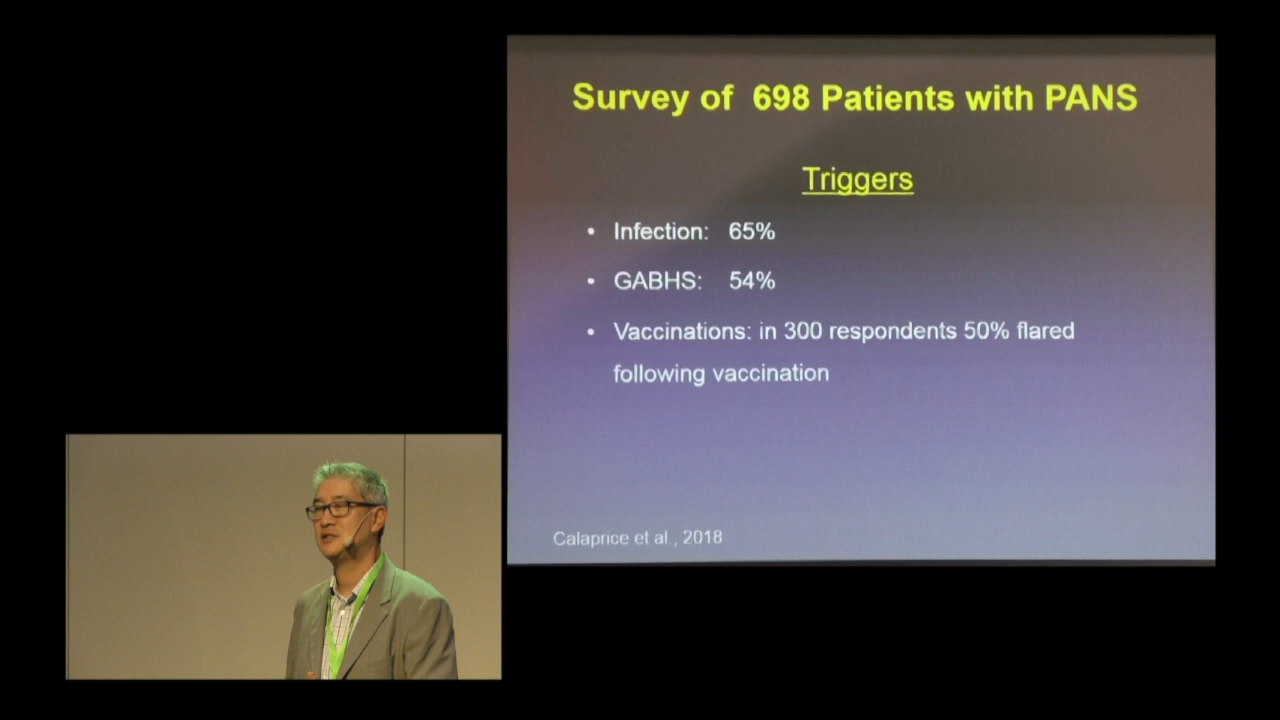 Survey of 698 Patients with PANS
Triggers
• Infection: 65%
• GABHS: 54%
• Vaccinations: in 300 respondents 50% flared
following vaccination
Calaprice et al., 2018